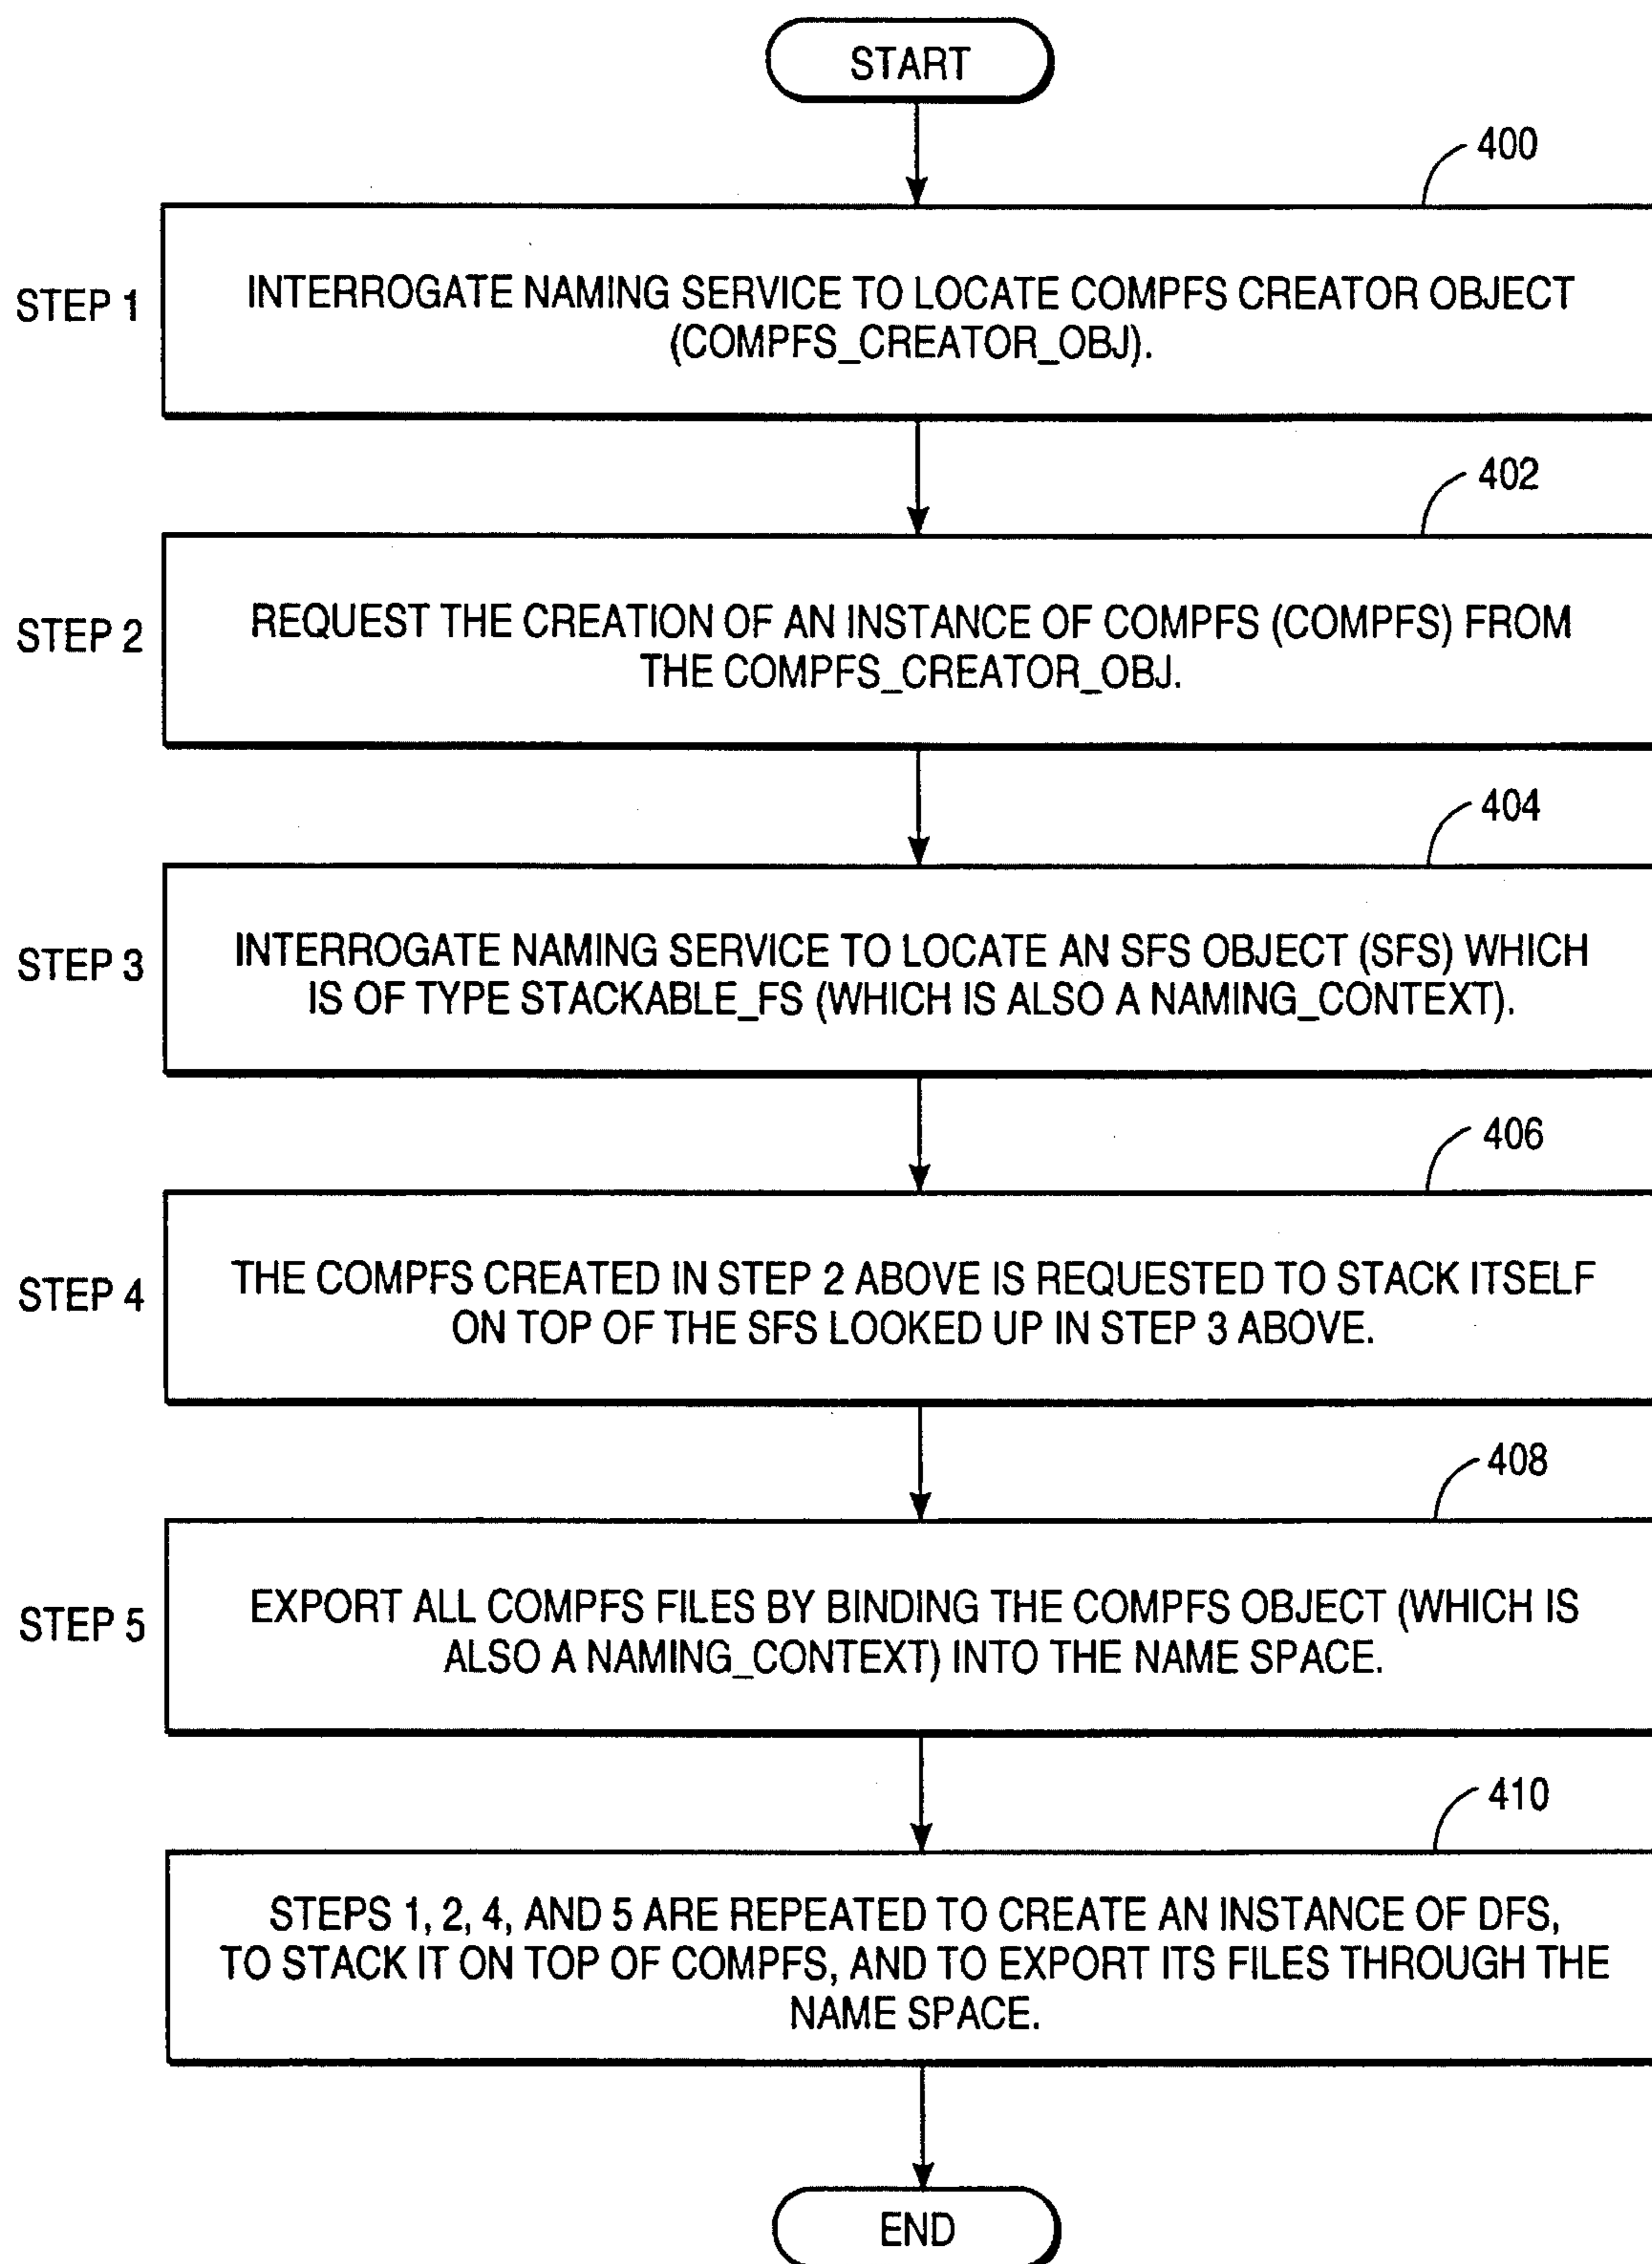 START
400
STEP 1
INTERROGATE NAMING SERVICE TO LOCATE COMPFS CREATOR OBJECT
(COMPFS_CREATOR_OBJ).
402
STEP 2
REQUEST THE CREATION OF AN INSTANCE OF COMPFS (COMPFS) FROM
THE COMPFS_CREATOR_OBJ.
404
STEP 3
INTERROGATE NAMING SERVICE TO LOCATE AN SFS OBJECT (SFS) WHICH
IS OF TYPE STACKABLE_FS (WHICH IS ALSO A NAMING_CONTEXT).
406
STEP 4
THE COMPFS CREATED IN STEP 2 ABOVE IS REQUESTED TO STACK ITSELF
ON TOP OF THE SFS LOOKED UP IN STEP 3 ABOVE.
408
STEP 5
EXPORT ALL COMPFS FILES BY BINDING THE COMPFS OBJECT (WHICH IS
ALSO A NAMING_CONTEXT) INTO THE NAME SPACE.
410
STEPS 1, 2, 4, AND 5 ARE REPEATED TO CREATE AN INSTANCE OF DFS,
TO STACK IT ON TOP OF COMPFS, AND TO EXPORT ITS FILES THROUGH THE
NAME SPACE.
END